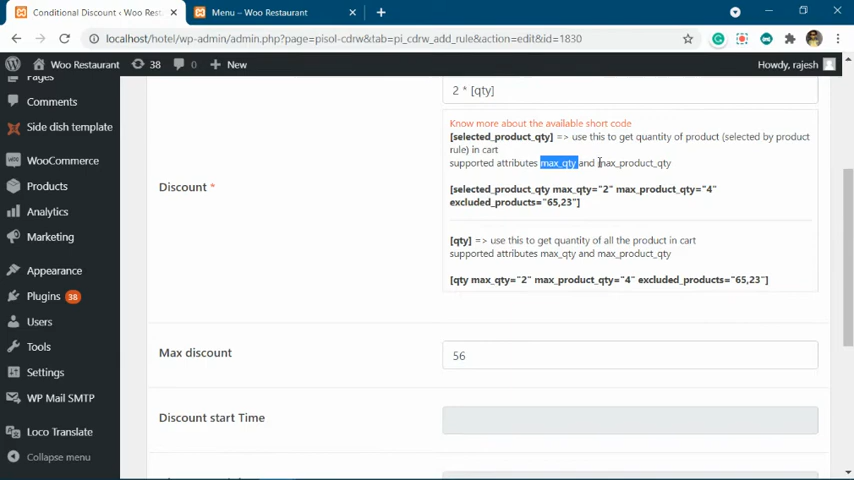 Conditional Discount ‹ Woo Rest
Menu – Woo Restaurant
localhost/hotel/wp-admin/admin.php?page=pisol-cdrw&tab=pi_cdrw_add_rule&action=edit&id=1830
Woo Restaurant
38
0
New
Howdy, rajesh
Pages
Comments
Side dish template
WooCommerce
Products
Analytics
Marketing
Appearance
Plugins 38
Users
Tools
Settings
WP Mail SMTP
Loco Translate
Collapse menu
Discount *
2 * [qty]
Know more about the available short code
[selected_product_qty] => use this to get quantity of product (selected by product
rule) in cart
supported attributes max_qty and max_product_qty
[selected_product_qty max_qty="2" max_product_qty="4"
excluded_products="65,23"]
[qty] => use this to get quantity of all the product in cart
supported attributes max_qty and max_product_qty
[qty max_qty="2" max_product_qty="4" excluded_products="65,23"]
Max discount
56
Discount start Time